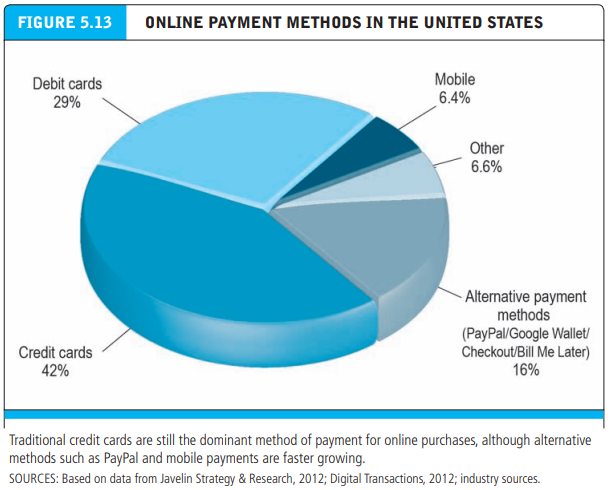 FIGURE 5.13
ONLINE PAYMENT METHODS IN THE UNITED STATES
Debit cards
29%
Mobile
6.4%
Other
6.6%
Alternative payment
methods
(PayPal/Google Wallet/
Checkout/Bill Me Later)
16%
Credit cards
42%
Traditional credit cards are still the dominant method of payment for online purchases, although alternative
methods such as PayPal and mobile payments are faster growing.
SOURCES: Based on data from Javelin Strategy & Research, 2012; Digital Transactions, 2012; industry sources.